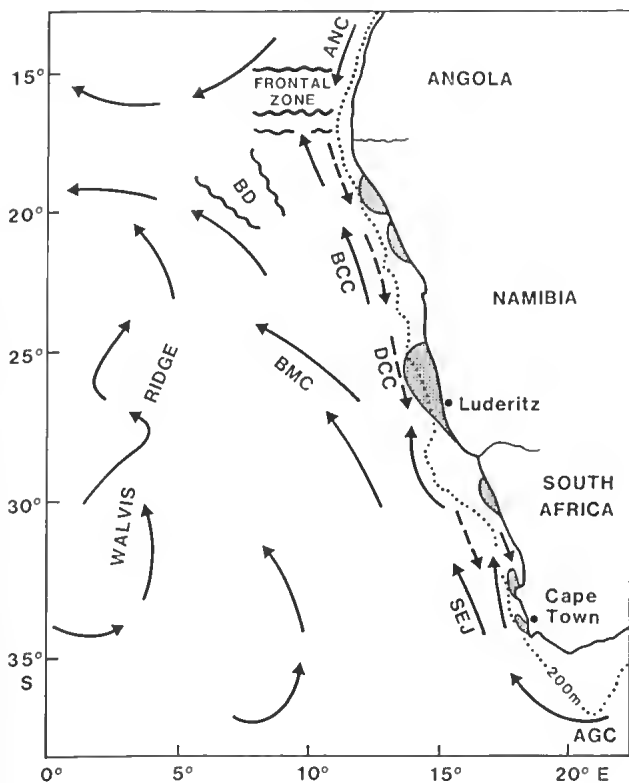 ANC
15°
FRONTAL
ZONE
ANGOLA
BD
20°
BCC
NAMIBIA
25°
RIDGE
BMC
DCC
Luderitz
SOUTH
AFRICA
30°
WALVIS
Cape
Town
SEJ
35°
S
200m
AGC
0°
5°
10°
15°
20° E